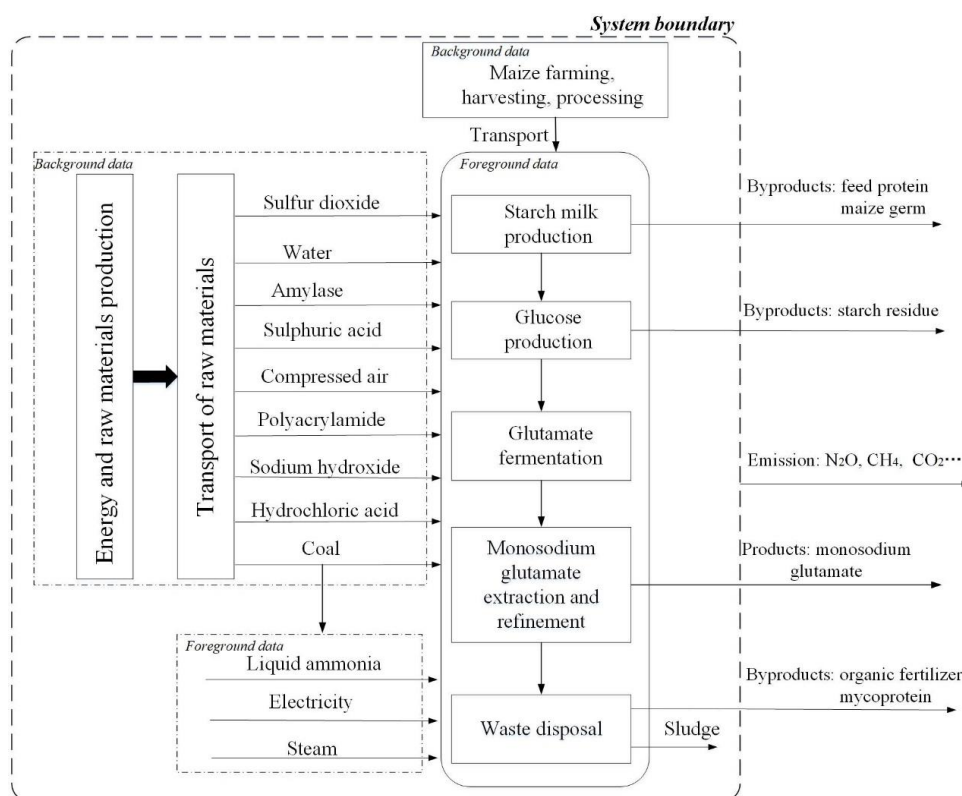 System boundary
Background data
Maize farming,
harvesting, processing
Transport
Background data
Energy and raw materials production
Transport of raw materials
Sulfur dioxide
Water
Amylase
Sulphuric acid
Compressed air
Polyacrylamide
Sodium hydroxide
Hydrochloric acid
Coal
Foreground data
Liquid ammonia
Electricity
Steam
Foreground data
Starch milk
production
Glucose
production
Glutamate
fermentation
Monosodium
glutamate
extraction and
refinement
Waste disposal
Byproducts: feed protein
maize germ
Byproducts: starch residue
Emission: N₂O, CH₄, CO₂···
Products: monosodium
glutamate
Byproducts: organic fertilizer
mycoprotein
Sludge